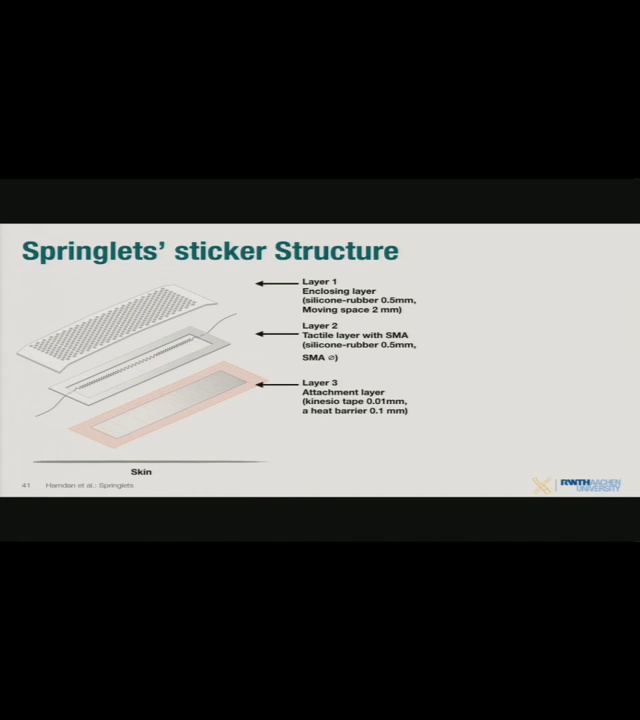 Springlets’ sticker Structure
Layer 1
Enclosing layer
(silicone-rubber 0.5mm,
Moving space 2 mm)
Layer 2
Tactile layer with SMA
(silicone-rubber 0.5mm,
SMA ⌀)
Layer 3
Attachment layer
(kinesio tape 0.01mm,
a heat barrier 0.1 mm)
Skin
41 Hamdan et al.: Springlets
RWTH AACHEN
UNIVERSITY